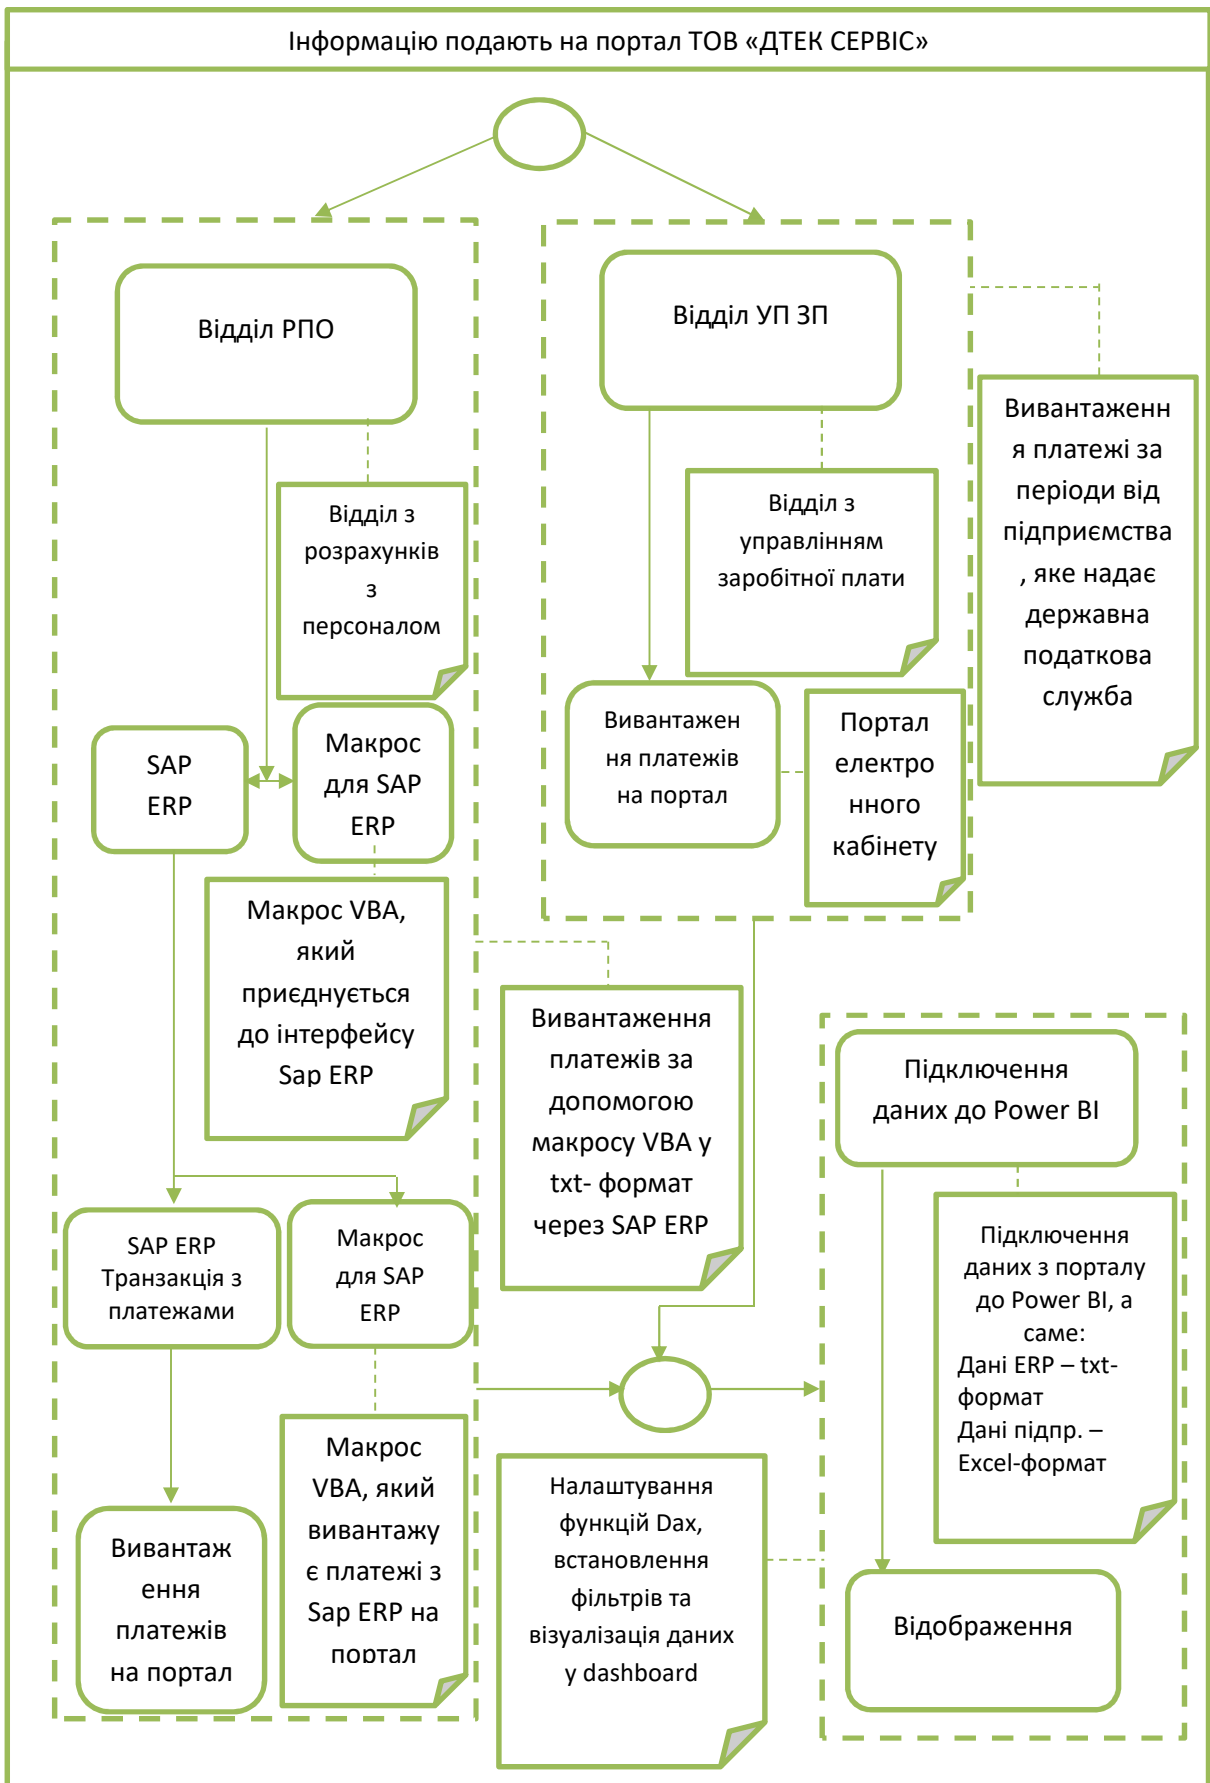 Інформацію подають на портал ТОВ «ДТЕК СЕРВІС»
Відділ РПО
Відділ УП ЗП
Вивантаженн
я платежі за
періоди від
підприємства
, яке надає
державна
податкова
служба
Відділ з
розрахунків
з
персоналом
Відділ з
управлінням
заробітної плати
SAP
ERP
Макрос
для SAP
ERP
Вивантажен
ня платежів
на портал
Портал
електро
нного
кабінету
Макрос VBA,
який
приєднується
до інтерфейсу
Sap ERP
Вивантаження
платежів за
допомогою
макросу VBA у
txt- формат
через SAP ERP
Підключення
даних до Power BI
SAP ERP
Транзакція з
платежами
Макрос
для SAP
ERP
Підключення
даних з порталу
до Power BI, а
саме:
Дані ERP – txt-
формат
Дані підпр. –
Excel-формат
Вивантаж
ення
платежів
на портал
Макрос
VBA, який
вивантажу
є платежі з
Sap ERP на
портал
Налаштування
функцій Dax,
встановлення
фільтрів та
візуалізація даних
у dashboard
Відображення